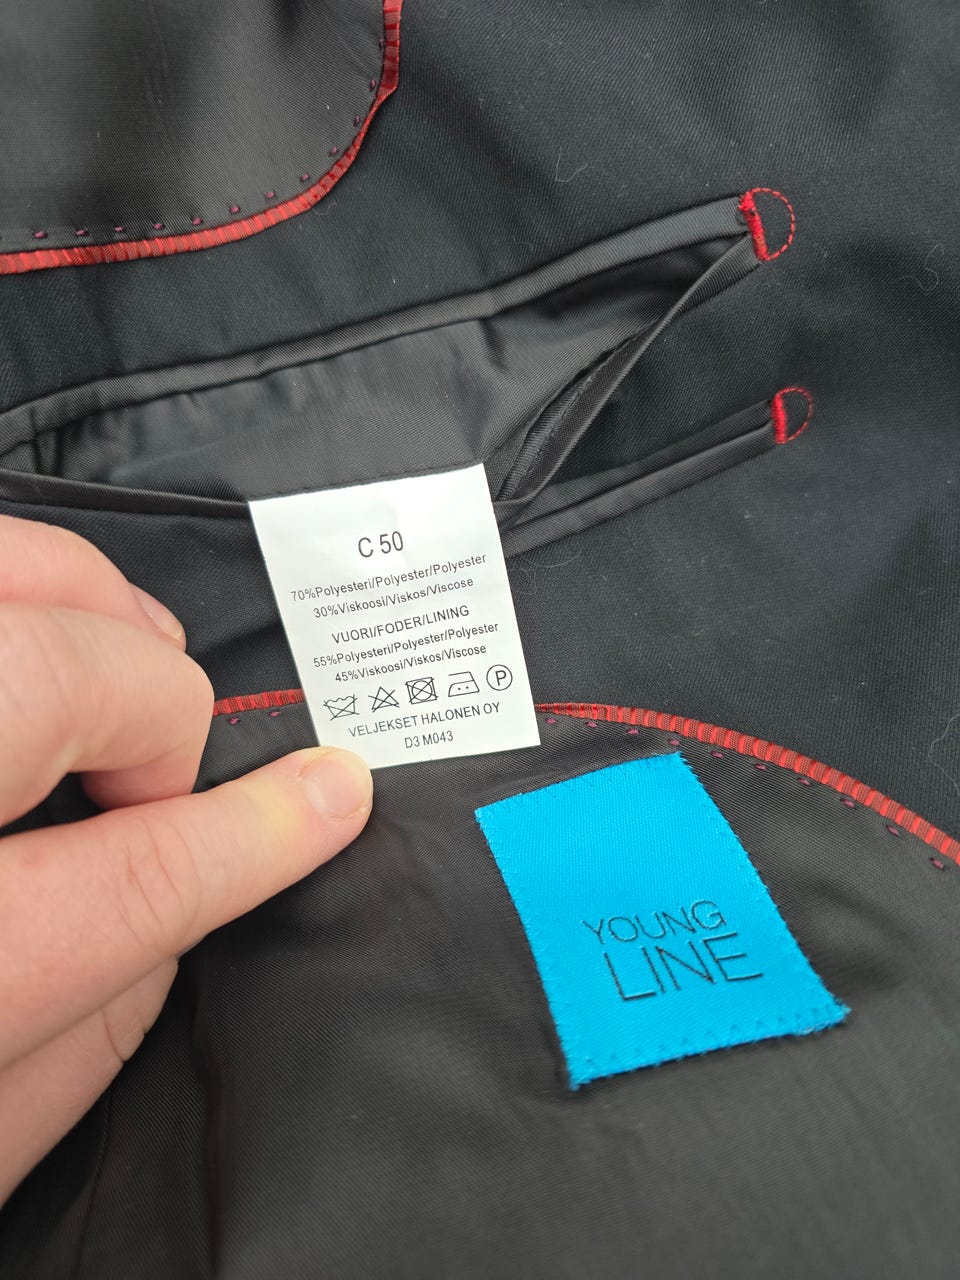 C 50
70%Polyesteri/Polyester/Polyester
30%Viskoosi/Viskos/Viscose
VUORI/FODER/LINING
55%Polyesteri/Polyester/Polyester
45%Viskoosi/Viskos/Viscose
P
VELJEKSET HALONEN OY
D3 M043
YOUNG
LINE